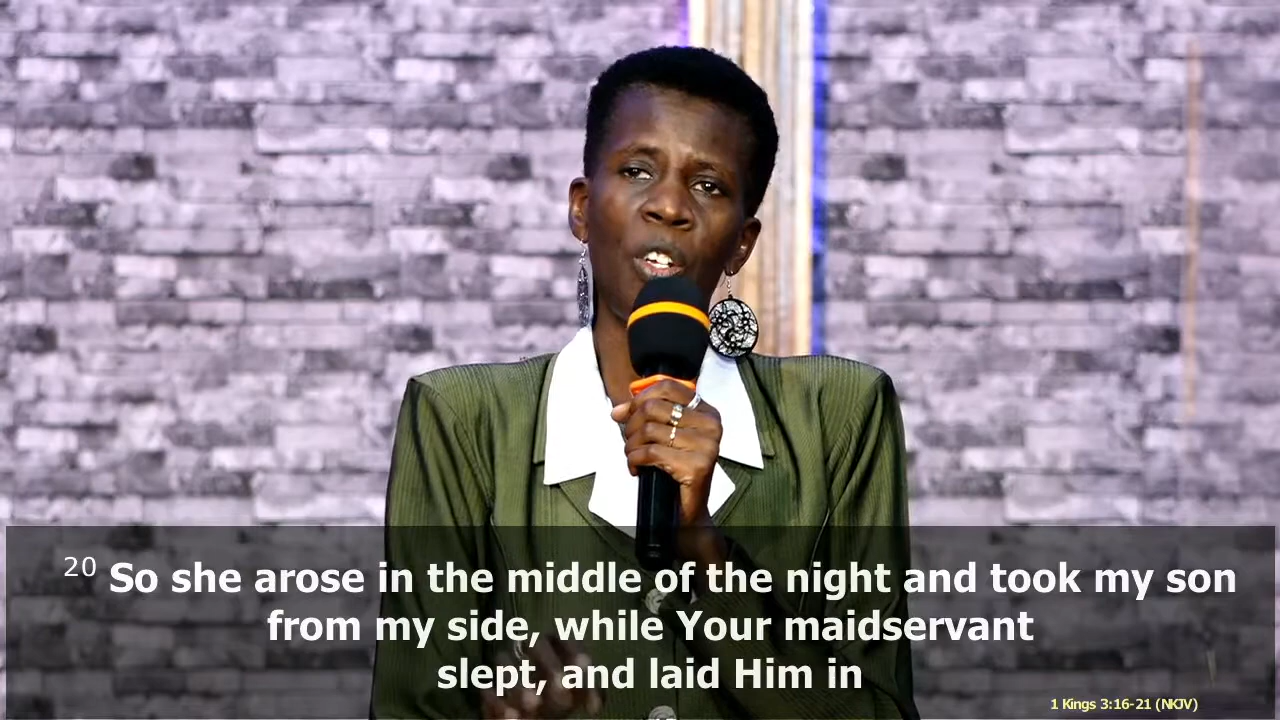 20 So she arose in the middle of the night and took my son
from my side, while Your maidservant
slept, and laid Him in
1 Kings 3:16-21 (NKJV)